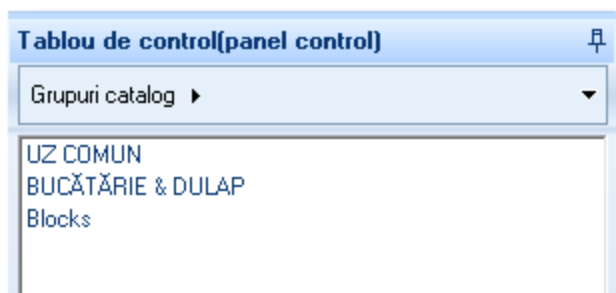 Tablou de control(panel control)
Grupuri catalog
UZ COMUN
BUCĂTĂRIE & DULAP
Blocks